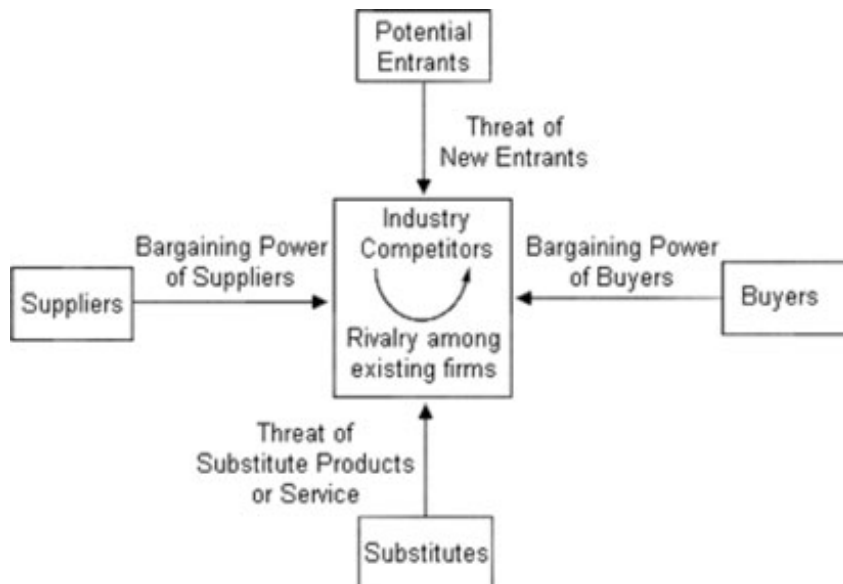 Potential
Entrants
Threat of
New Entrants
Industry
Competitors
Bargaining Power
of Suppliers
Bargaining Power
of Buyers
Suppliers
Buyers
Rivalry among
existing firms
Threat of
Substitute Products
or Service
Substitutes